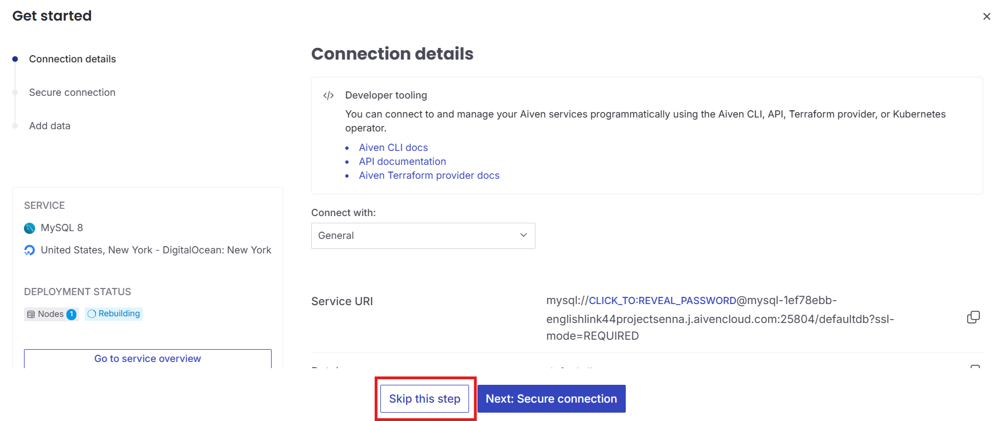 Get started
Connection details
Secure connection
Add data
SERVICE
MySQL 8
United States, New York - DigitalOcean: New York
DEPLOYMENT STATUS
Nodes 1 Rebuilding
Go to service overview
Connection details
Developer tooling
You can connect to and manage your Aiven services programmatically using the Aiven CLI, API, Terraform provider, or Kubernetes
operator.
Aiven CLI docs
API documentation
Aiven Terraform provider docs
Connect with:
General
Service URI
mysql://CLICK_TO:REVEAL_PASSWORD@mysql-1ef78ebb-
englishlink44projectsenna.j.aivencloud.com:25804/defaultdb?ssl-
mode=REQUIRED
Skip this step
Next: Secure connection